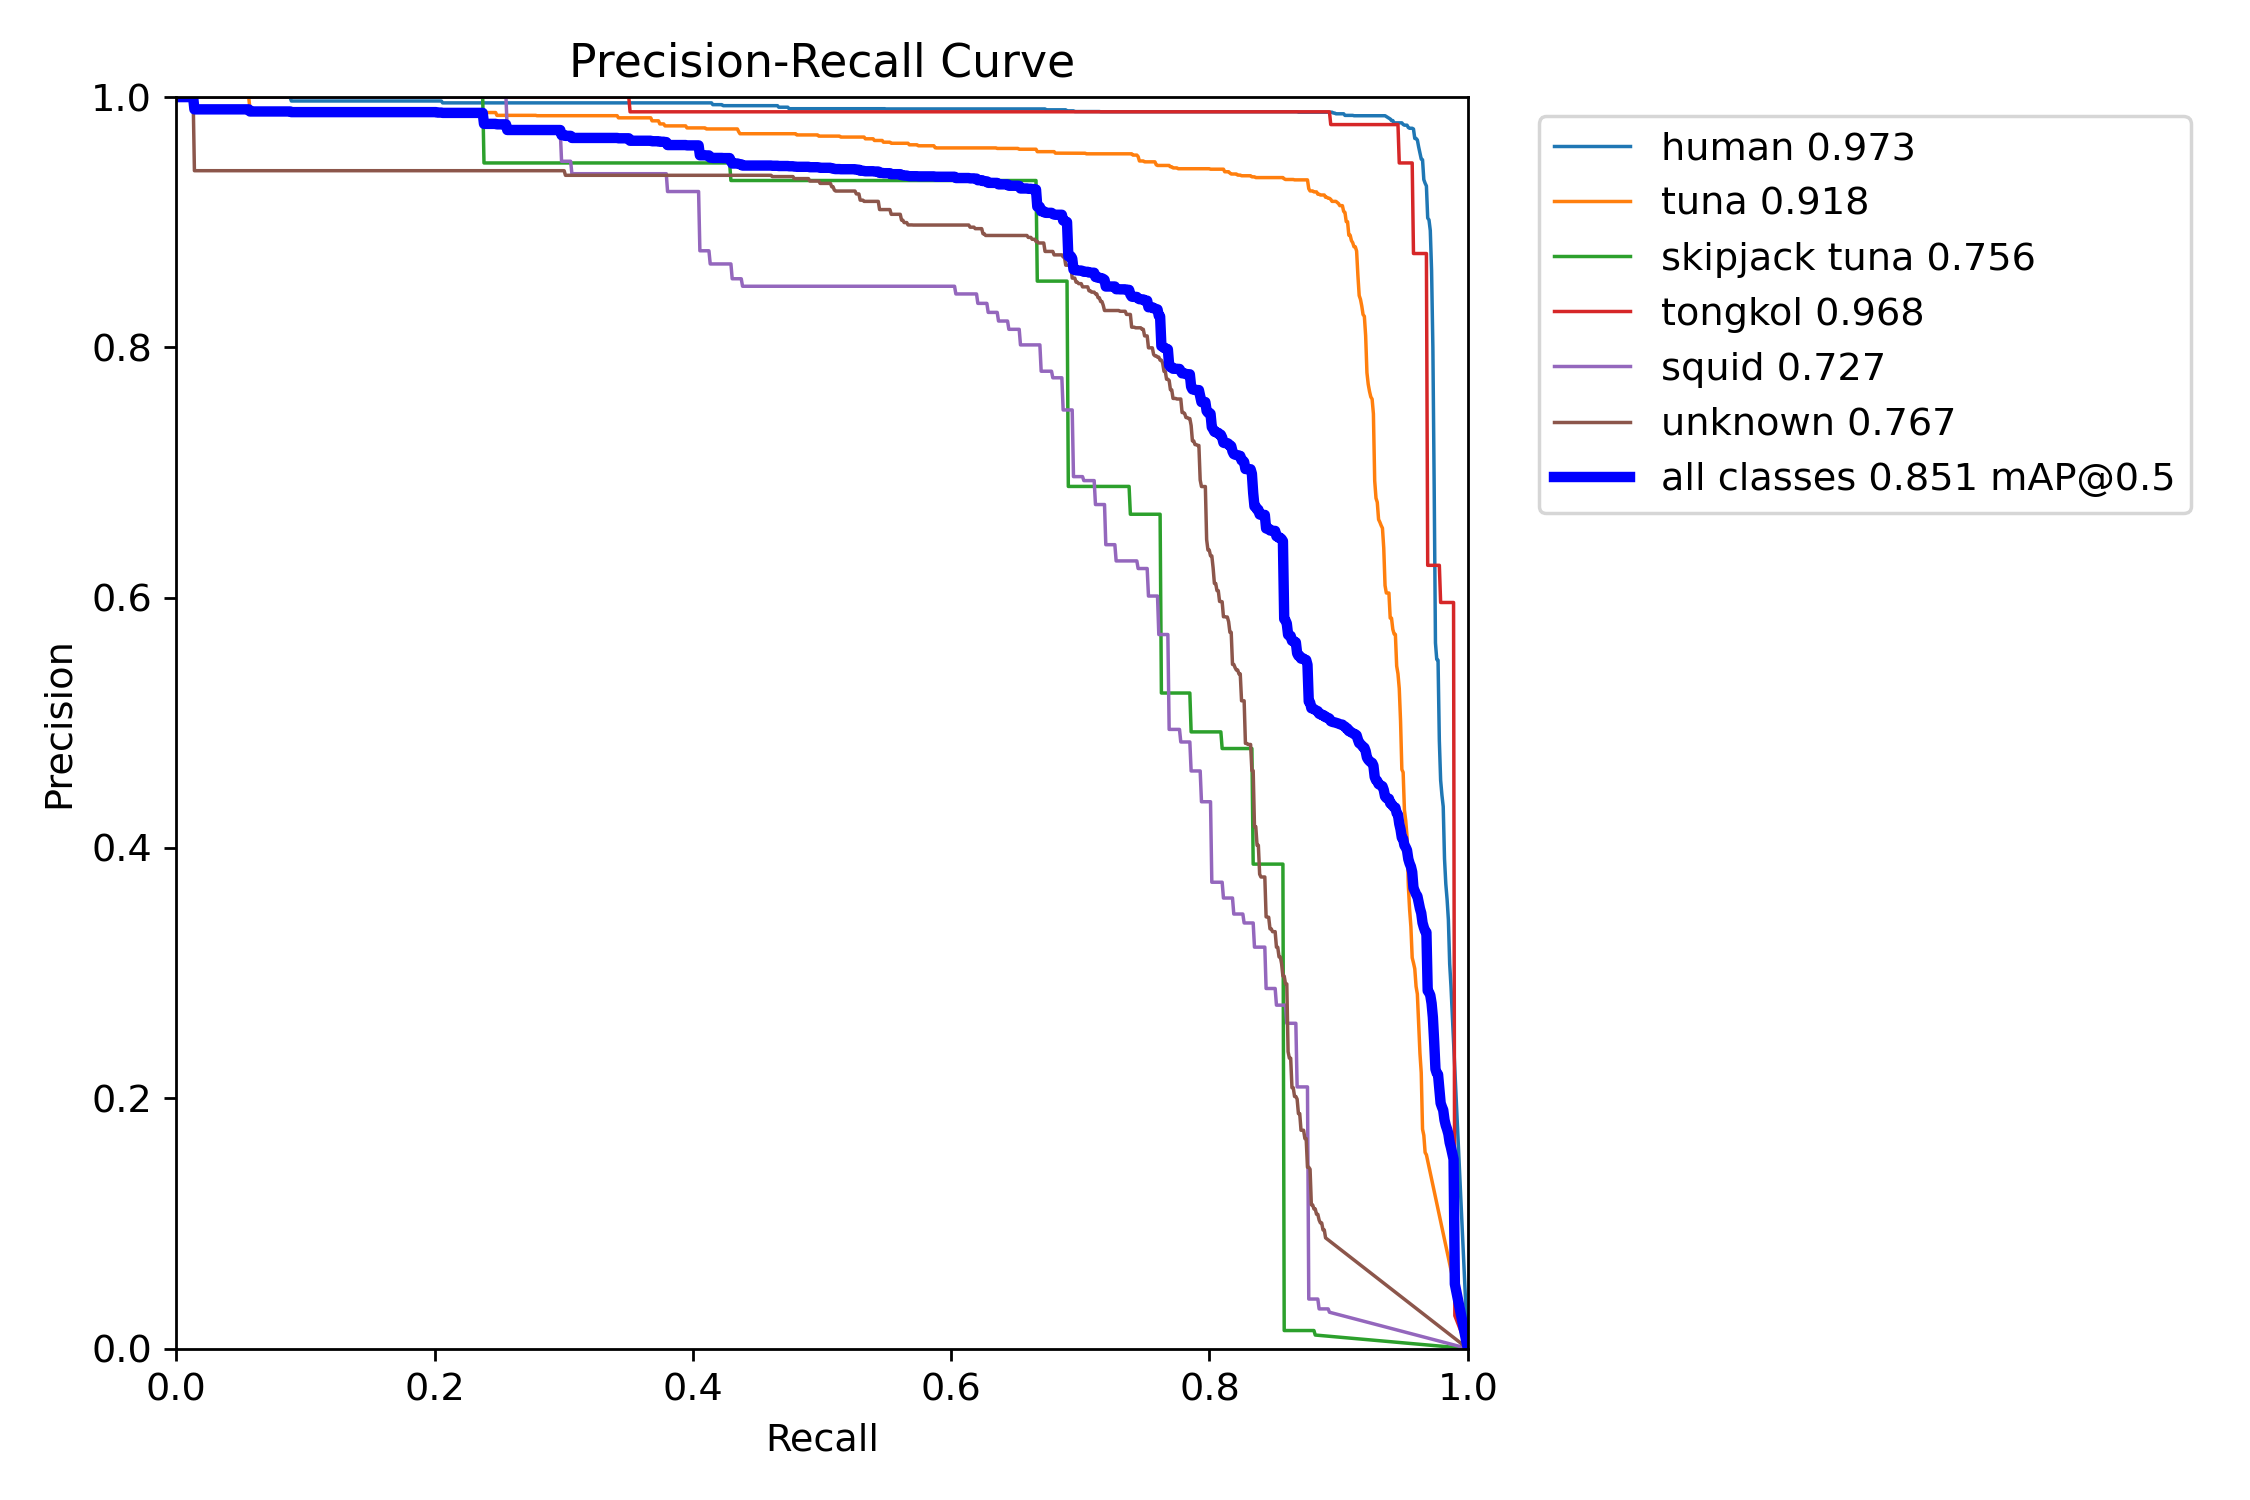 Precision-Recall Curve
1.0
0.8
0.6
0.4
0.2
0.0
Precision
0.0 0.2 0.4 0.6 0.8 1.0
Recall
human 0.973
tuna 0.918
skipjack tuna 0.756
tongkol 0.968
squid 0.727
unknown 0.767
all classes 0.851 mAP@0.5